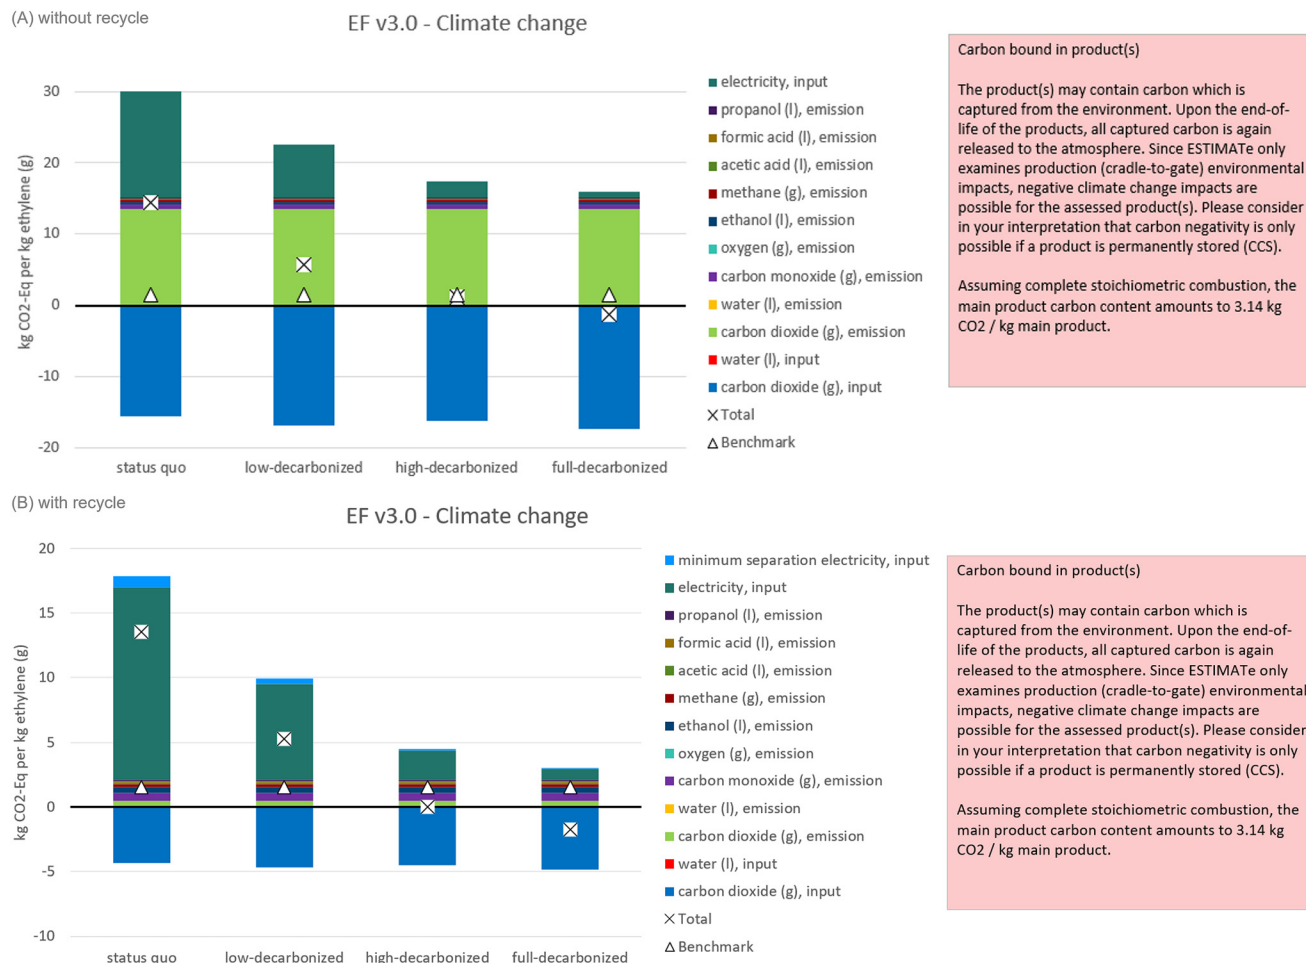 (A) without recycle
EF v3.0 - Climate change
kg CO2-Eq per kg ethylene (g)
30
20
10
0
-10
-20
status quo
low-decarbonized
high-decarbonized
full-decarbonized
electricity, input
propanol (l), emission
formic acid (l), emission
acetic acid (l), emission
methane (g), emission
ethanol (l), emission
oxygen (g), emission
carbon monoxide (g), emission
water (l), emission
carbon dioxide (g), emission
water (l), input
carbon dioxide (g), input
Total
Benchmark
Carbon bound in product(s)
The product(s) may contain carbon which is
captured from the environment. Upon the end-of-
life of the products, all captured carbon is again
released to the atmosphere. Since ESTIMATe only
examines production (cradle-to-gate) environmental
impacts, negative climate change impacts are
possible for the assessed product(s). Please consider
in your interpretation that carbon negativity is only
possible if a product is permanently stored (CCS).
Assuming complete stoichiometric combustion, the
main product carbon content amounts to 3.14 kg
CO2 / kg main product.
(B) with recycle
EF v3.0 - Climate change
kg CO2-Eq per kg ethylene (g)
20
15
10
5
0
-5
-10
status quo
low-decarbonized
high-decarbonized
full-decarbonized
minimum separation electricity, input
electricity, input
propanol (l), emission
formic acid (l), emission
acetic acid (l), emission
methane (g), emission
ethanol (l), emission
oxygen (g), emission
carbon monoxide (g), emission
water (l), emission
carbon dioxide (g), emission
water (l), input
carbon dioxide (g), input
Total
Benchmark
Carbon bound in product(s)
The product(s) may contain carbon which is
captured from the environment. Upon the end-of-
life of the products, all captured carbon is again
released to the atmosphere. Since ESTIMATe only
examines production (cradle-to-gate) environmental
impacts, negative climate change impacts are
possible for the assessed product(s). Please consider
in your interpretation that carbon negativity is only
possible if a product is permanently stored (CCS).
Assuming complete stoichiometric combustion, the
main product carbon content amounts to 3.14 kg
CO2 / kg main product.